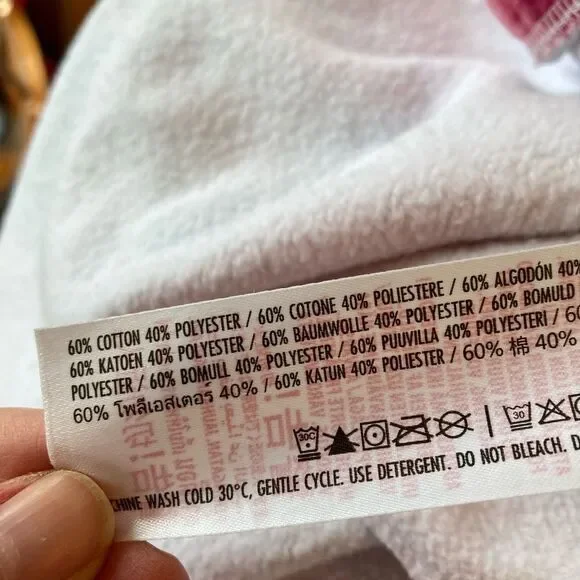 60% COTTON 40% POLYESTER / 60% COTONE 40% POLIESTERE / 60% ALGODÓN 40%
60% KATOEN 40% POLYESTER / 60% BAUMWOLLE 40% POLYESTER / 60% BOMULD
POLYESTER / 60% BOMULL 40% POLYESTER / 60% PUUVILLA 40% POLYESTERI / 60
60% โพลีเอสเตอร์ 40% / 60% KATUN 40% POLIESTER / 60% 棉 40%
30C 30
CHINE WASH COLD 30°C, GENTLE CYCLE. USE DETERGENT. DO NOT BLEACH. D